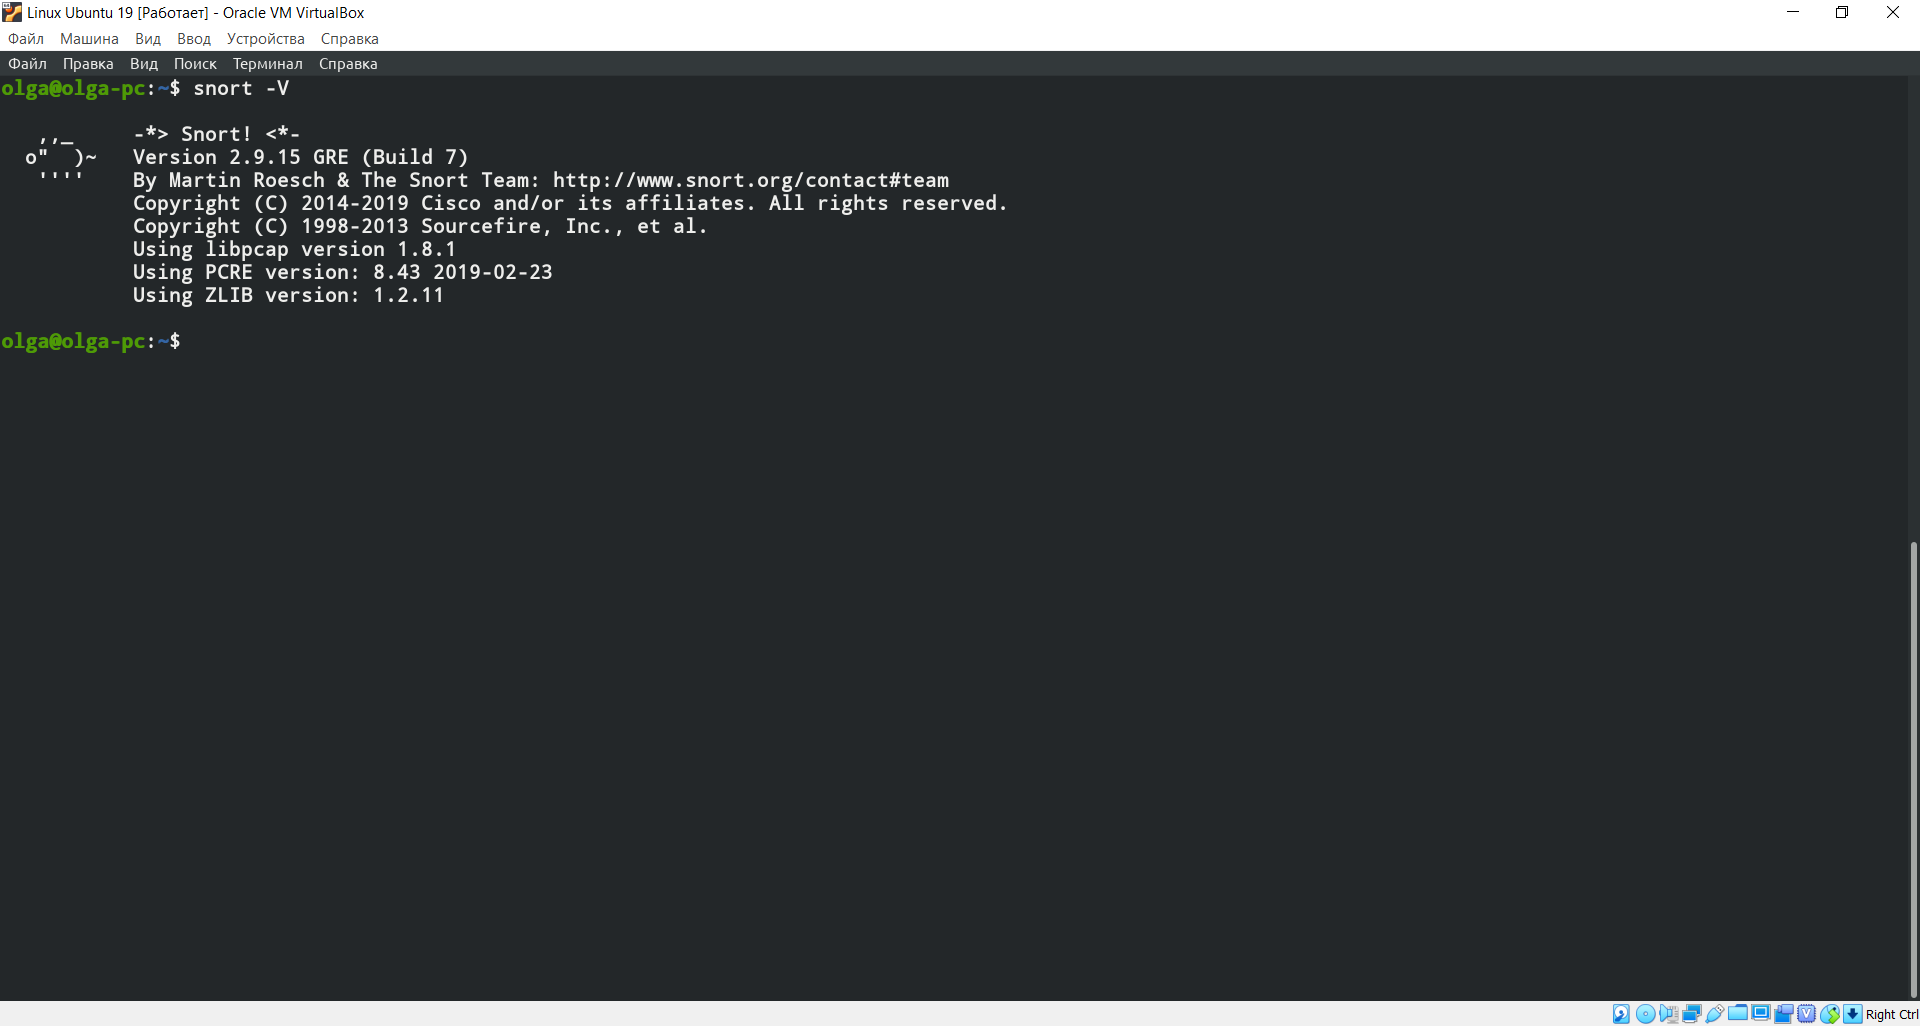 Linux Ubuntu 19 [Работает] - Oracle VM VirtualBox
Файл Машина Вид Ввод Устройства Справка
Файл Правка Вид Поиск Терминал Справка
olga@olga-pc:~$ snort -V
   ,,_     -*> Snort! <*-
  o"  )~   Version 2.9.15 GRE (Build 7)
   ''''    By Martin Roesch & The Snort Team: http://www.snort.org/contact#team
           Copyright (C) 2014-2019 Cisco and/or its affiliates. All rights reserved.
           Copyright (C) 1998-2013 Sourcefire, Inc., et al.
           Using libpcap version 1.8.1
           Using PCRE version: 8.43 2019-02-23
           Using ZLIB version: 1.2.11
olga@olga-pc:~$
Right Ctrl